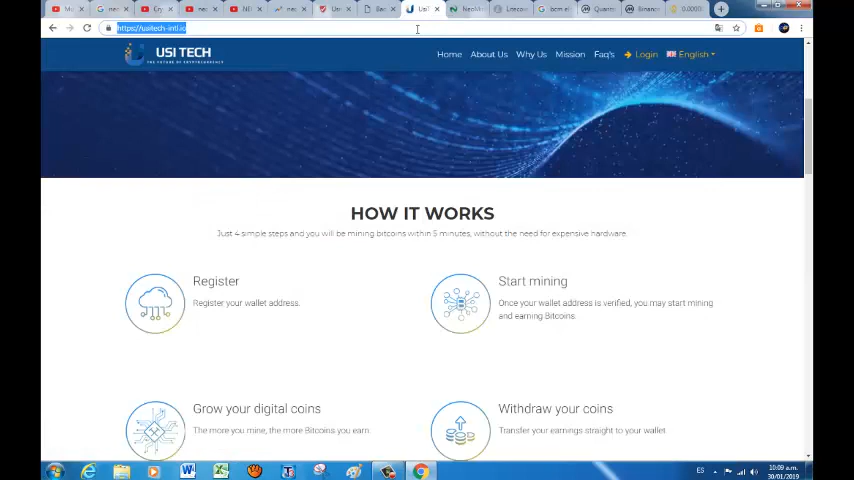 https://usitech-intl.io
USI TECH
THE FUTURE OF CRYPTOCURRENCY
Home About Us Why Us Mission Faq's Login English
HOW IT WORKS
Just 4 simple steps and you will be mining bitcoins within 5 minutes, without the need for expensive hardware.
Register
Register your wallet address.
Start mining
Once your wallet address is verified, you may start mining
and earning Bitcoins.
Grow your digital coins
The more you mine, the more Bitcoins you earn.
Withdraw your coins
Transfer your earnings straight to your wallet
ES
10:09 a.m.
30/01/2019